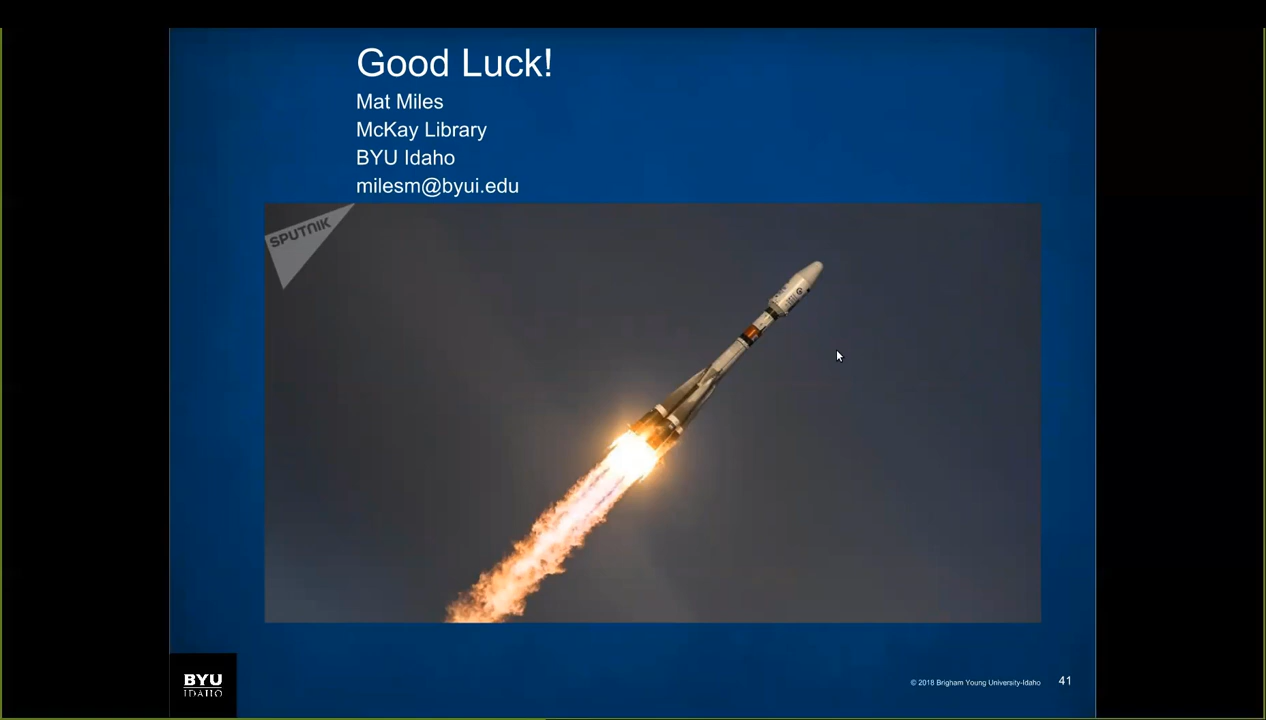 Good Luck!
Mat Miles
McKay Library
BYU Idaho
milesm@byui.edu
SPUTNIK
BYU
IDAHO
© 2018 Brigham Young University-Idaho
41